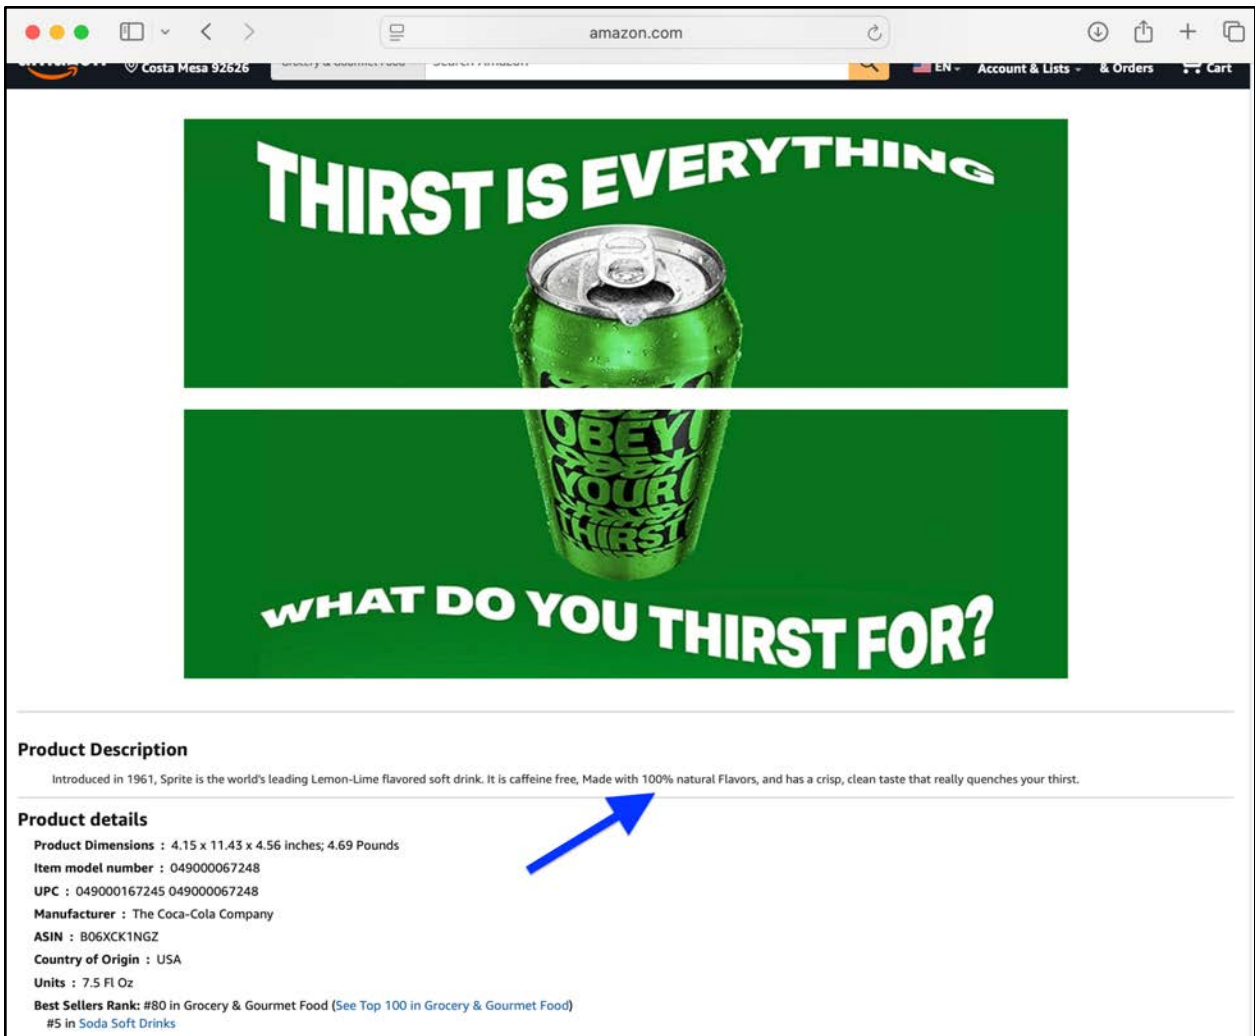 amazon.com
Costa Mesa 92626
Grocery & Gourmet Food
Search Amazon
EN
Account & Lists
& Orders
Cart
THIRST IS EVERYTHING
OBEY
YOUR
THIRST
WHAT DO YOU THIRST FOR?
Product Description
Introduced in 1961, Sprite is the world's leading Lemon-Lime flavored soft drink. It is caffeine free, Made with 100% natural Flavors, and has a crisp, clean taste that really quenches your thirst.
Product details
Product Dimensions : 4.15 x 11.43 x 4.56 inches; 4.69 Pounds
Item model number : 049000067248
UPC : 049000167245 049000067248
Manufacturer : The Coca-Cola Company
ASIN : B06XCK1NGZ
Country of Origin : USA
Units : 7.5 Fl Oz
Best Sellers Rank: #80 in Grocery & Gourmet Food (See Top 100 in Grocery & Gourmet Food)
#5 in Soda Soft Drinks